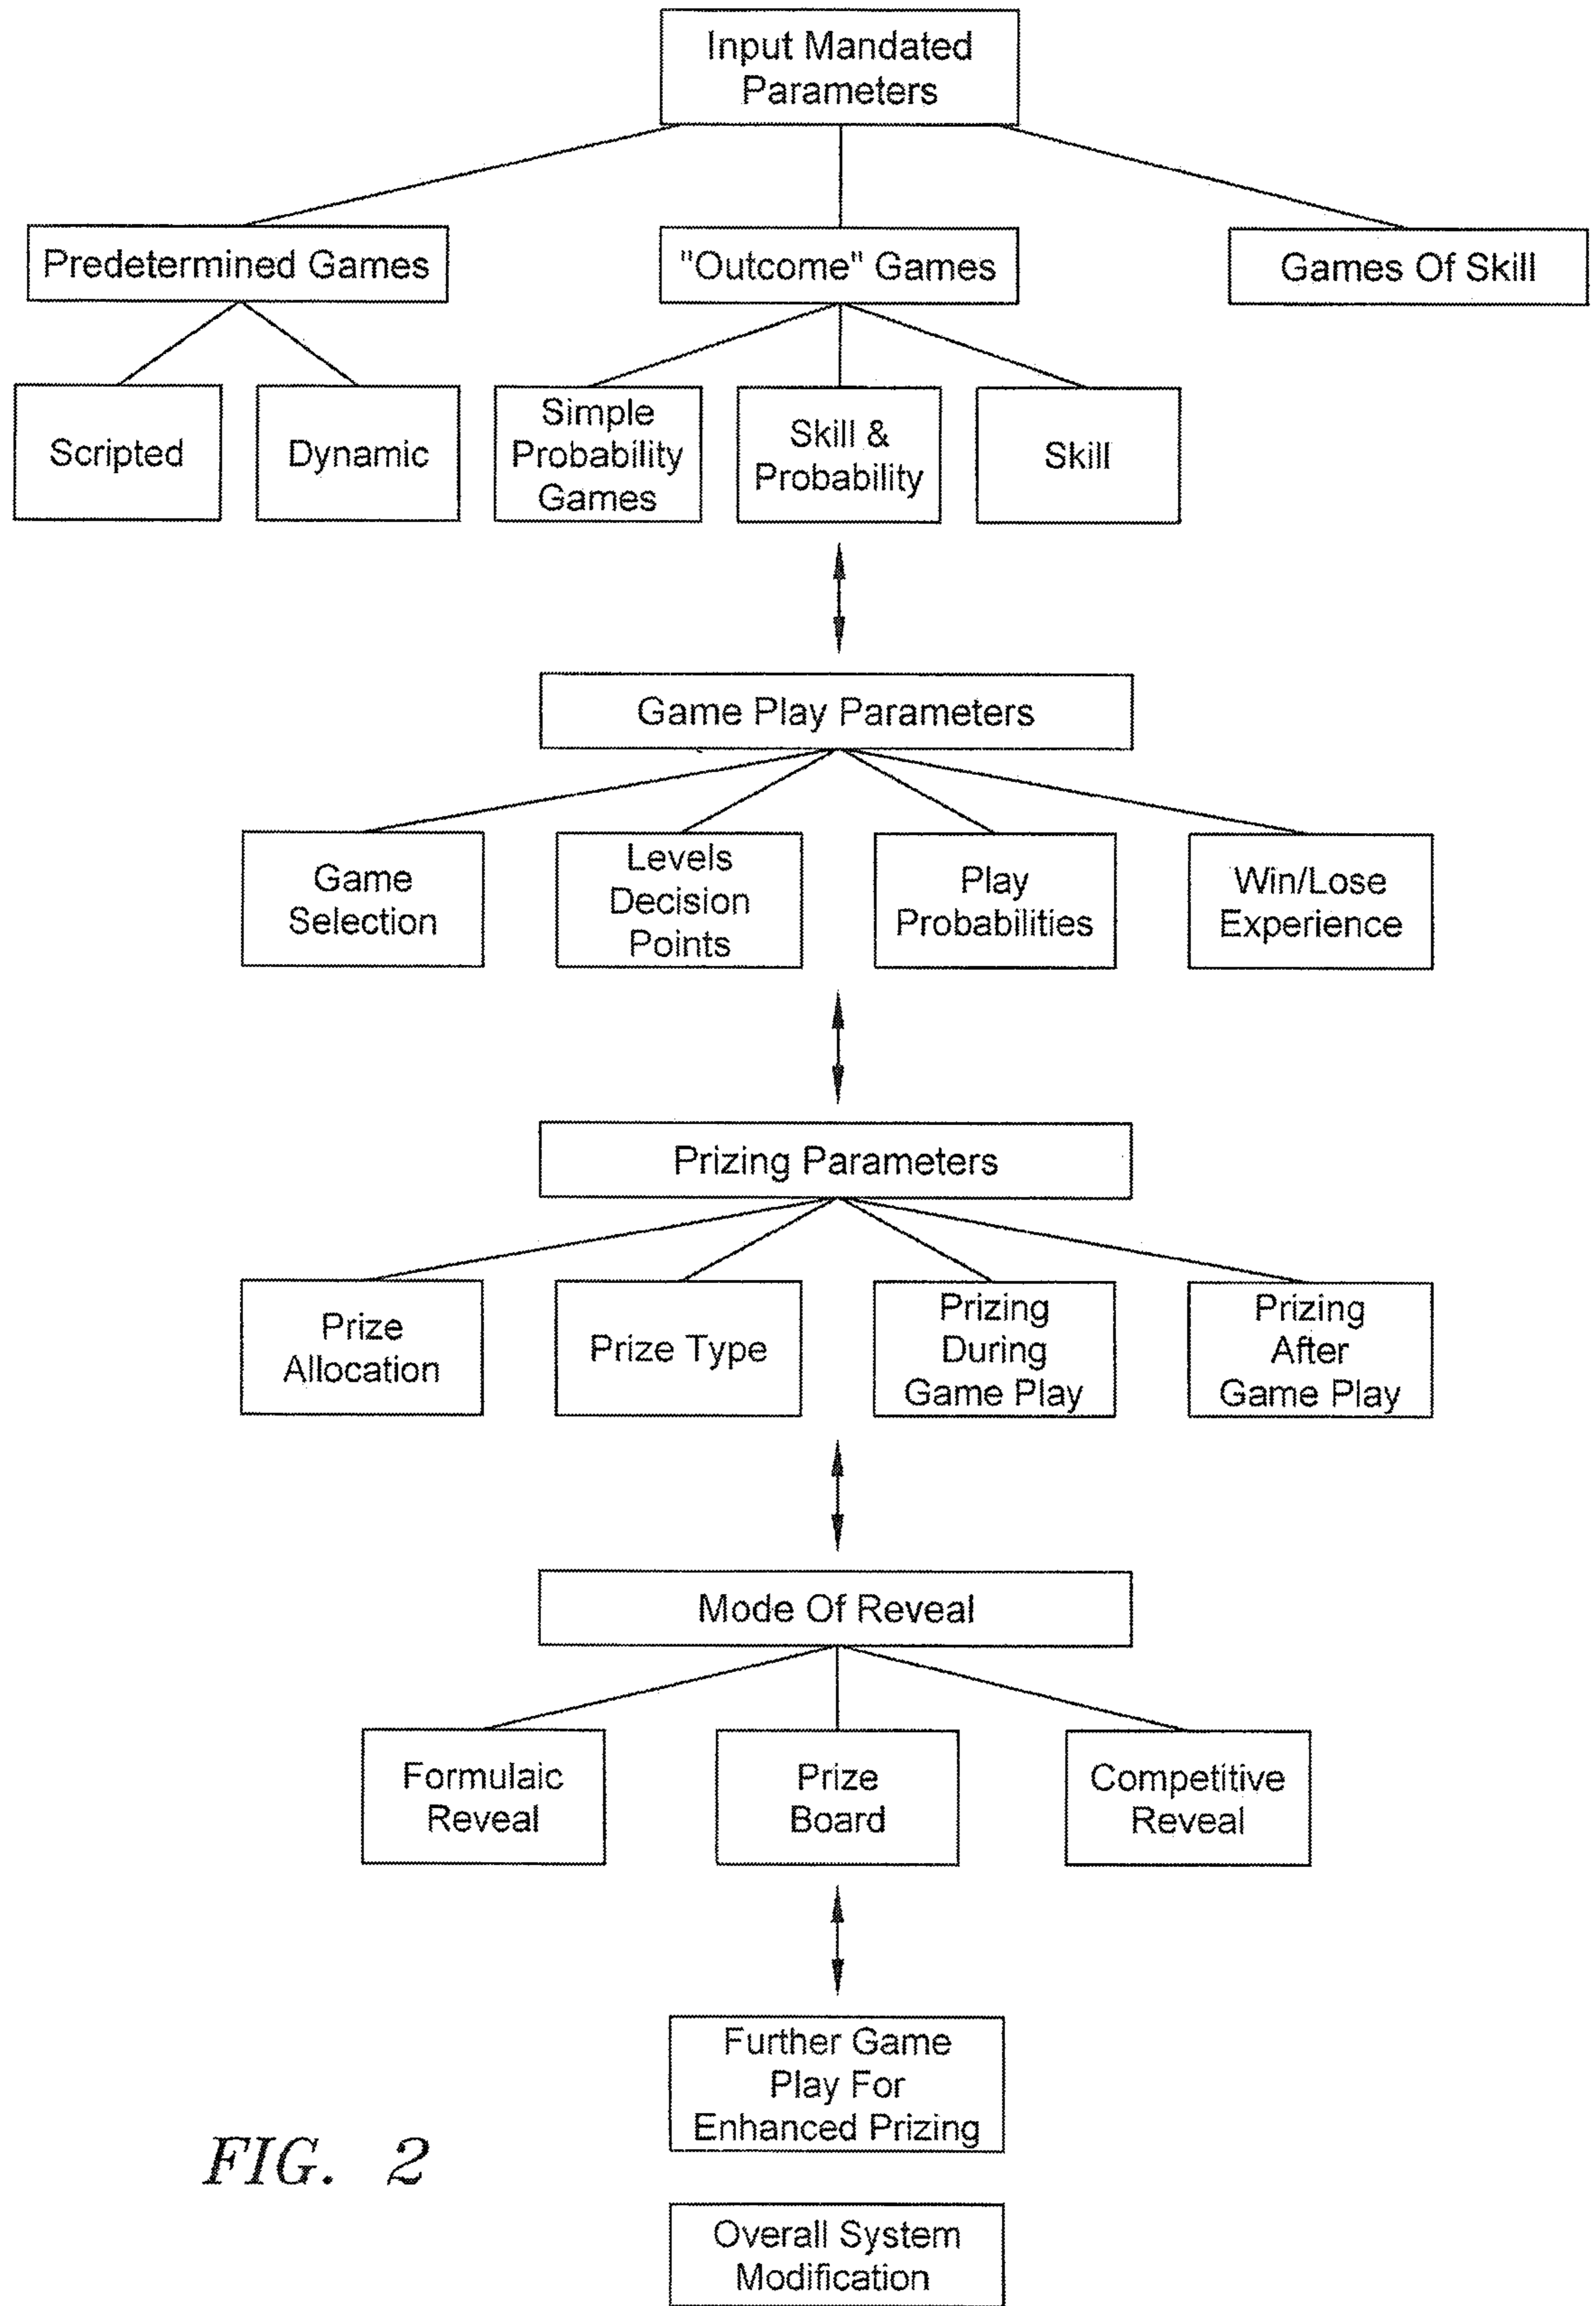 Input Mandated
Parameters
Predetermined Games
"Outcome" Games
Games Of Skill
Scripted
Dynamic
Simple
Probability
Games
Skill &
Probability
Skill
Game Play Parameters
Game
Selection
Levels
Decision
Points
Play
Probabilities
Win/Lose
Experience
Prizing Parameters
Prize
Allocation
Prize Type
Prizing
During
Game Play
Prizing
After
Game Play
Mode Of Reveal
Formulaic
Reveal
Prize
Board
Competitive
Reveal
Further Game
Play For
Enhanced Prizing
FIG. 2
Overall System
Modification